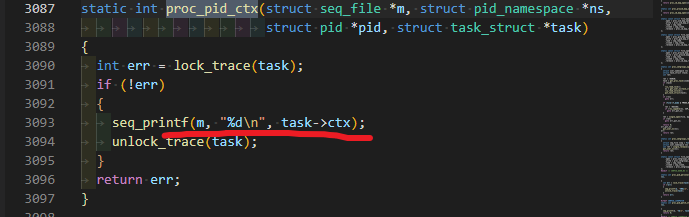 3087 static int proc_pid_ctx(struct seq_file *m, struct pid_namespace *ns,
3088 struct pid *pid, struct task_struct *task)
3089 {
3090 int err = lock_trace(task);
3091 if (!err)
3092 {
3093 seq_printf(m, "%d\n", task->ctx);
3094 unlock_trace(task);
3095 }
3096 return err;
3097 }